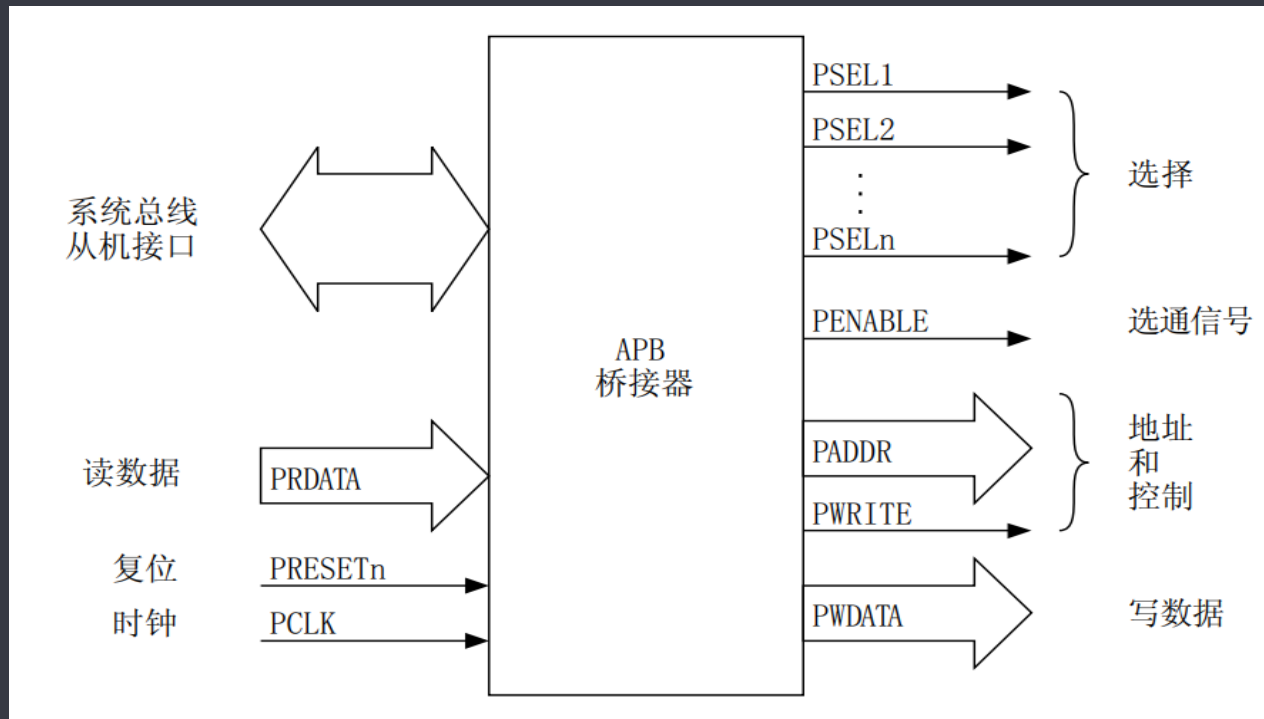 系统总线
从机接口
读数据
PRDATA
复位
PRESETn
时钟
PCLK
APB
桥接器
PSEL1
PSEL2
PSELn
选择
PENABLE
选通信号
PADDR
PWRITE
地址
和
控制
PWDATA
写数据